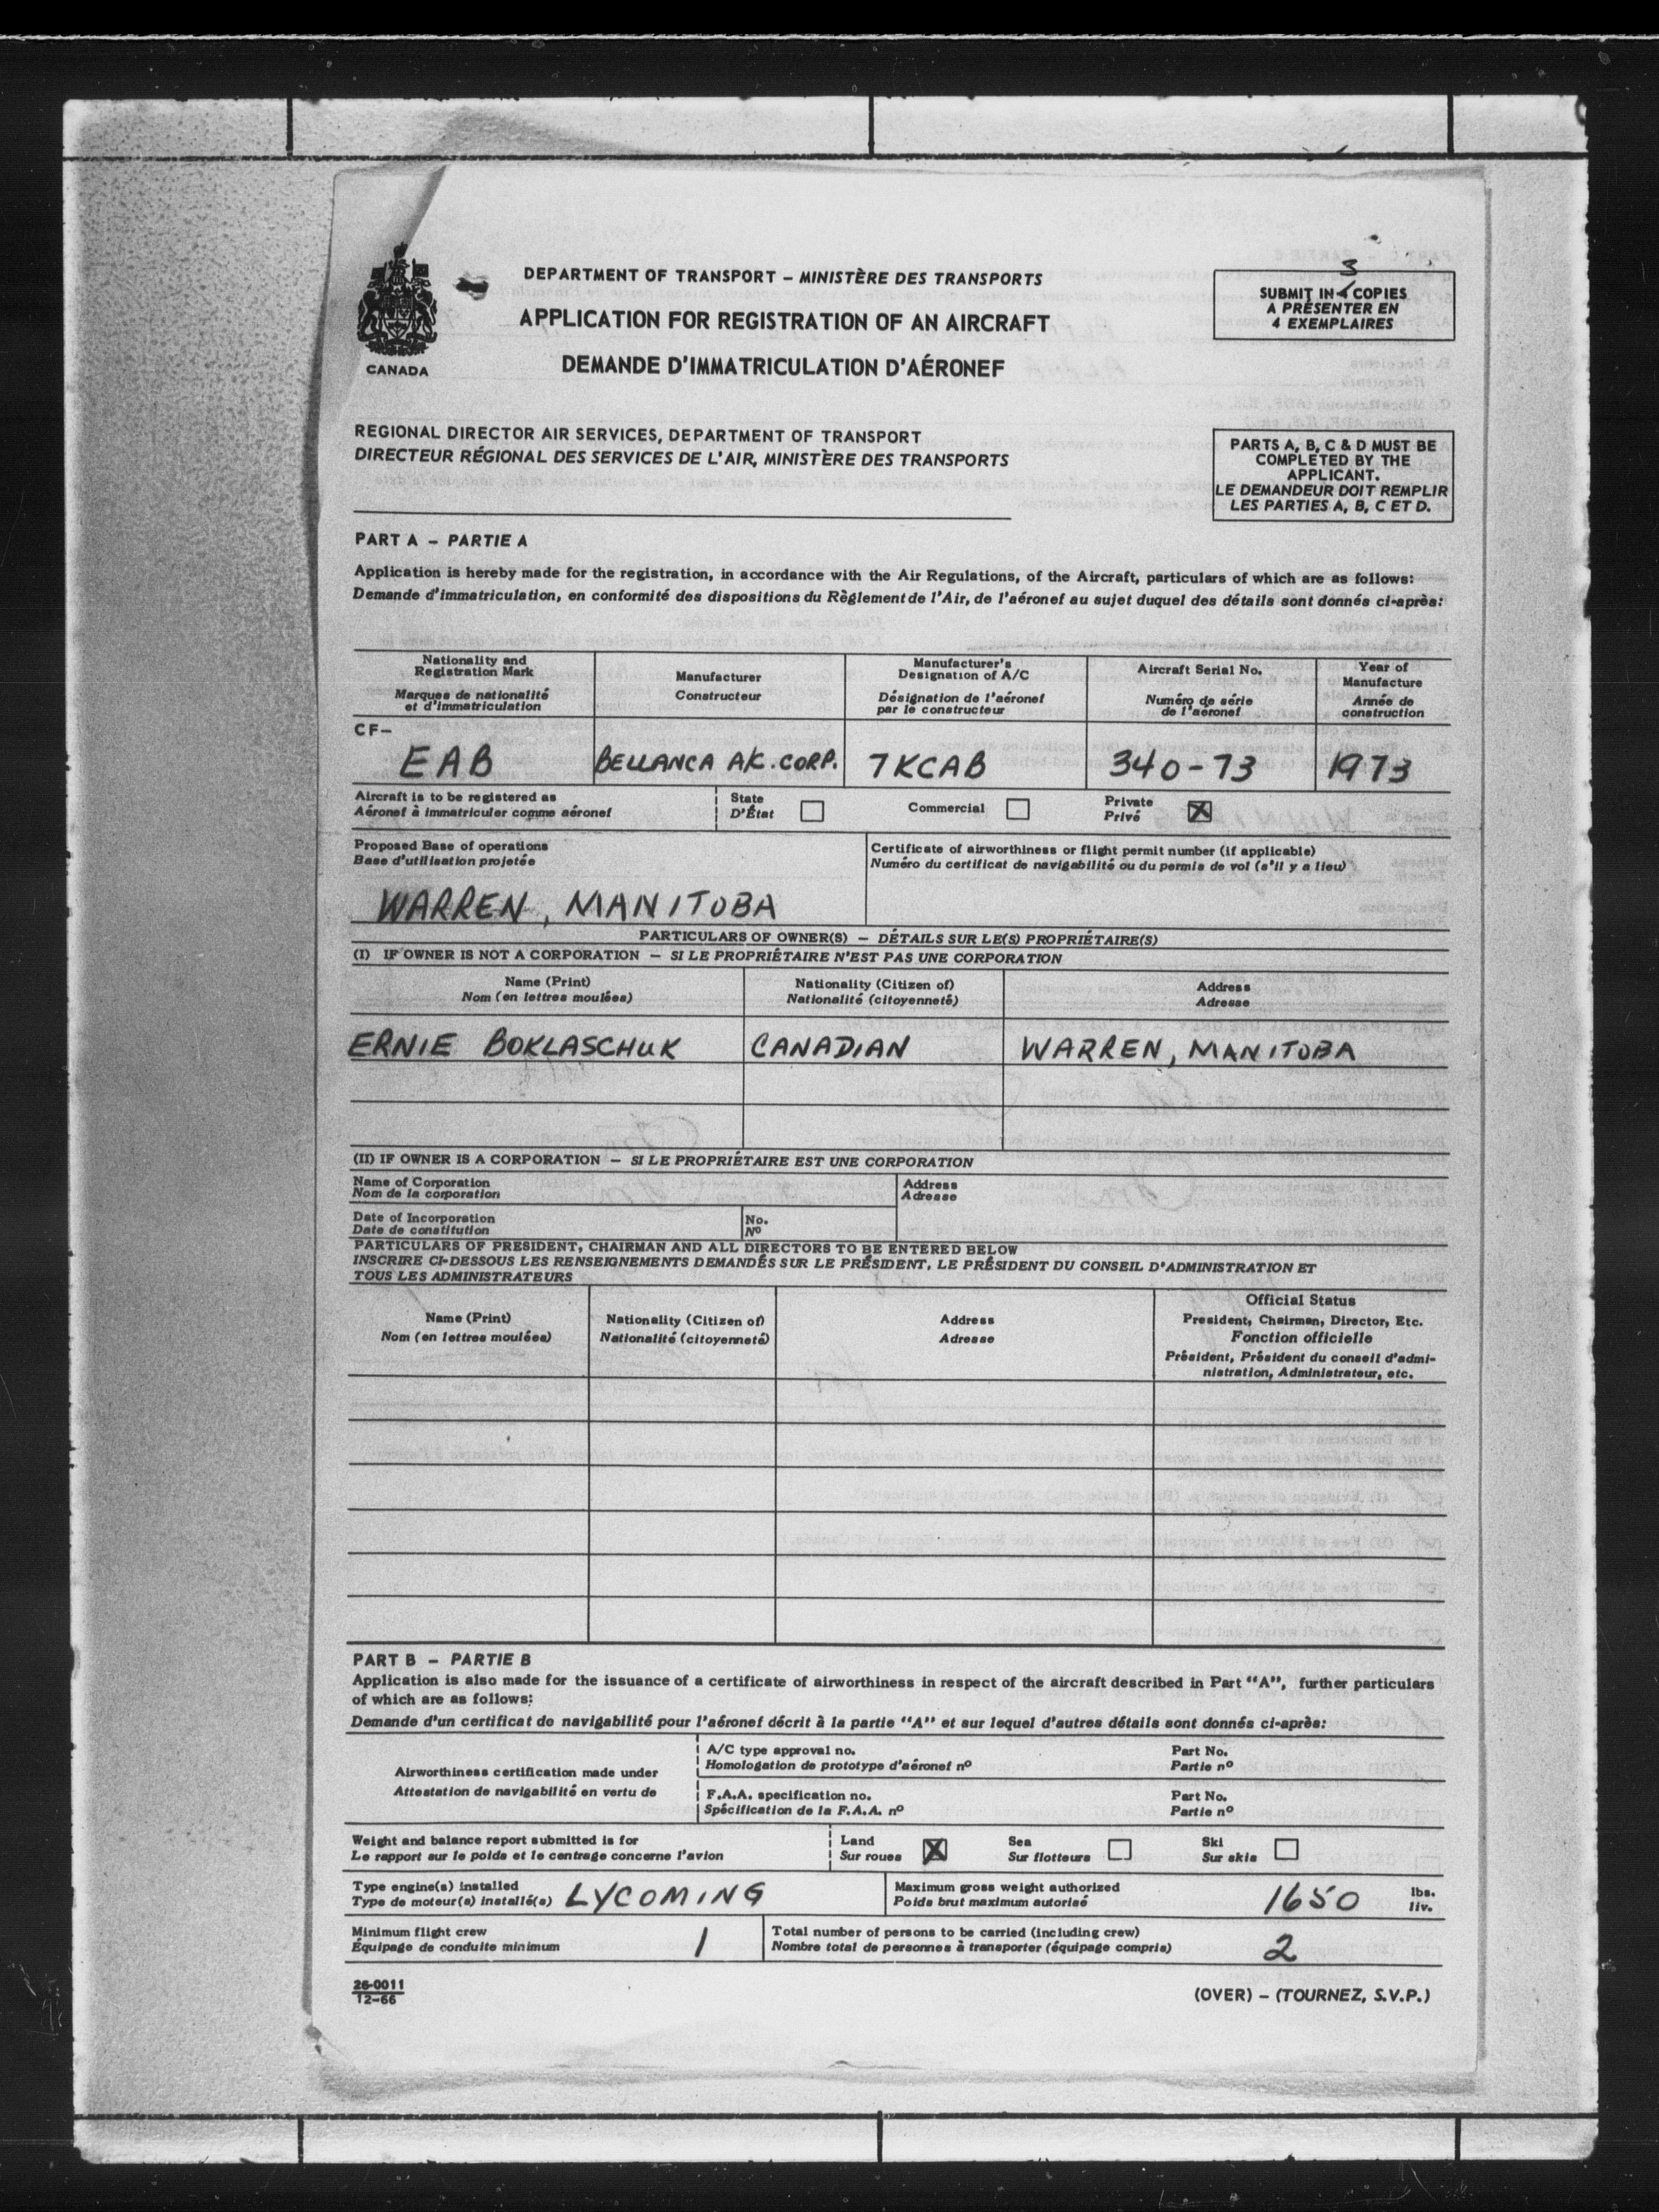 DEPARTMENT OF TRANSPORT – MINISTÈRE DES TRANSPORTS
APPLICATION FOR REGISTRATION OF AN AIRCRAFT
DEMANDE D'IMMATRICULATION D'AÉRONEF
CANADA
3
SUBMIT IN 4 COPIES
A PRÉSENTER EN
4 EXEMPLAIRES
REGIONAL DIRECTOR AIR SERVICES, DEPARTMENT OF TRANSPORT
DIRECTEUR RÉGIONAL DES SERVICES DE L'AIR, MINISTÈRE DES TRANSPORTS
PARTS A, B, C & D MUST BE
COMPLETED BY THE
APPLICANT.
LE DEMANDEUR DOIT REMPLIR
LES PARTIES A, B, C ET D.
PART A – PARTIE A
Application is hereby made for the registration, in accordance with the Air Regulations, of the Aircraft, particulars of which are as follows:
Demande d'immatriculation, en conformité des dispositions du Règlement de l'Air, de l'aéronef au sujet duquel des détails sont donnés ci-après:
Nationality and
Registration Mark
Marques de nationalité
et d'immatriculation
Manufacturer
Constructeur
Manufacturer's
Designation of A/C
Désignation de l'aéronef
par le constructeur
Aircraft Serial No.
Numéro de série
de l'aéronef
Year of
Manufacture
Année de
construction
CF–
EAB
BELLANCA A/C. CORP.
7KCAB
340-73
1973
Aircraft is to be registered as
Aéronef à immatriculer comme aéronef
State
D'État
Commercial
Private
Privé
X
Proposed Base of operations
Base d'utilisation projetée
WARREN, MANITOBA
Certificate of airworthiness or flight permit number (if applicable)
Numéro du certificat de navigabilité ou du permis de vol (s'il y a lieu)
PARTICULARS OF OWNER(S) – DÉTAILS SUR LE(S) PROPRIÉTAIRE(S)
(I) IF OWNER IS NOT A CORPORATION – SI LE PROPRIÉTAIRE N'EST PAS UNE CORPORATION
Name (Print)
Nom (en lettres moulées)
Nationality (Citizen of)
Nationalité (citoyenneté)
Address
Adresse
ERNIE BOKLASCHUK
CANADIAN
WARREN, MANITOBA
(II) IF OWNER IS A CORPORATION – SI LE PROPRIÉTAIRE EST UNE CORPORATION
Name of Corporation
Nom de la corporation
Address
Adresse
Date of Incorporation
Date de constitution
No.
Nº
PARTICULARS OF PRESIDENT, CHAIRMAN AND ALL DIRECTORS TO BE ENTERED BELOW
INSCRIRE CI-DESSOUS LES RENSEIGNEMENTS DEMANDÉS SUR LE PRÉSIDENT, LE PRÉSIDENT DU CONSEIL D'ADMINISTRATION ET
TOUS LES ADMINISTRATEURS
Name (Print)
Nom (en lettres moulées)
Nationality (Citizen of)
Nationalité (citoyenneté)
Address
Adresse
Official Status
President, Chairman, Director, Etc.
Fonction officielle
Président, Président du conseil d'admi-
nistration, Administrateur, etc.
PART B – PARTIE B
Application is also made for the issuance of a certificate of airworthiness in respect of the aircraft described in Part "A", further particulars
of which are as follows:
Demande d'un certificat de navigabilité pour l'aéronef décrit à la partie "A" et sur lequel d'autres détails sont donnés ci-après:
Airworthiness certification made under
Attestation de navigabilité en vertu de
A/C type approval no.
Homologation de prototype d'aéronef nº
Part No.
Partie nº
F.A.A. specification no.
Spécification de la F.A.A. nº
Part No.
Partie nº
Weight and balance report submitted is for
Le rapport sur le poids et le centrage concerne l'avion
Land
Sur roues
X
Sea
Sur flotteurs
Ski
Sur skis
Type engine(s) installed
Type de moteur(s) installé(s)
LYCOMING
Maximum gross weight authorized
Poids brut maximum autorisé
1650
lbs.
liv.
Minimum flight crew
Équipage de conduite minimum
1
Total number of persons to be carried (including crew)
Nombre total de personnes à transporter (équipage compris)
2
26-0011
12-66
(OVER) – (TOURNEZ, S.V.P.)